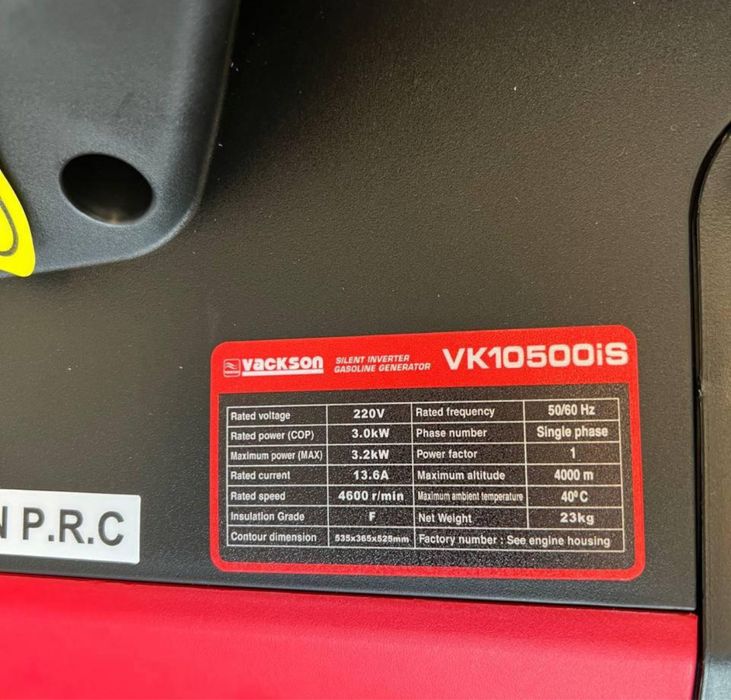 Vackson SILENT INVERTER GASOLINE GENERATOR VK10500iS
Rated voltage 220V Rated frequency 50/60 Hz
Rated power (COP) 3.0kW Phase number Single phase
Maximum power (MAX) 3.2kW Power factor 1
Rated current 13.6A Maximum altitude 4000 m
Rated speed 4600 r/min Maximum ambient temperature 40°C
Insulation Grade F Net Weight 23kg
Contour dimension 535x365x525mm Factory number : See engine housing
N P.R.C